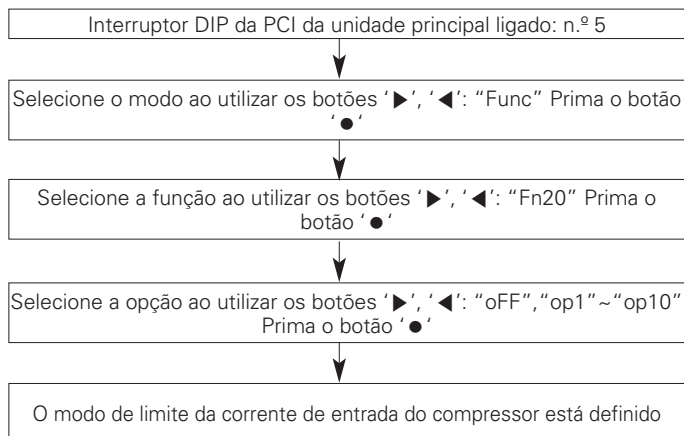 Interruptor DIP da PCI da unidade principal ligado: n.º 5
Selecione o modo ao utilizar os botões ‘▶’, ‘◀’: “Func” Prima o botão
‘●‘
Selecione a função ao utilizar os botões ‘▶’, ‘◀’: “Fn20” Prima o
botão ‘●‘
Selecione a opção ao utilizar os botões ‘▶’, ‘◀’: “oFF”,“op1”~“op10”
Prima o botão ‘●‘
O modo de limite da corrente de entrada do compressor está definido